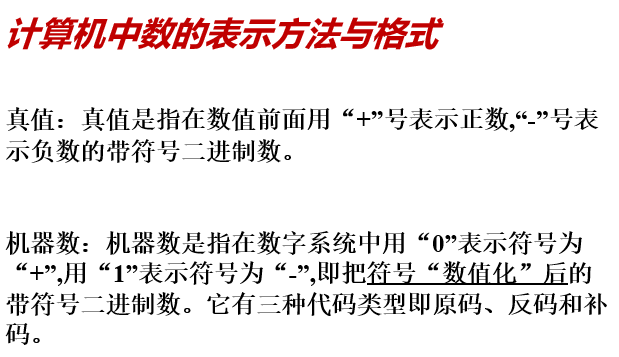 计算机中数的表示方法与格式
真值：真值是指在数值前面用“+”号表示正数,“-”号表
示负数的带符号二进制数。
机器数：机器数是指在数字系统中用“0”表示符号为
“+”,用“1”表示符号为“-”,即把符号“数值化”后的
带符号二进制数。它有三种代码类型即原码、反码和补
码。